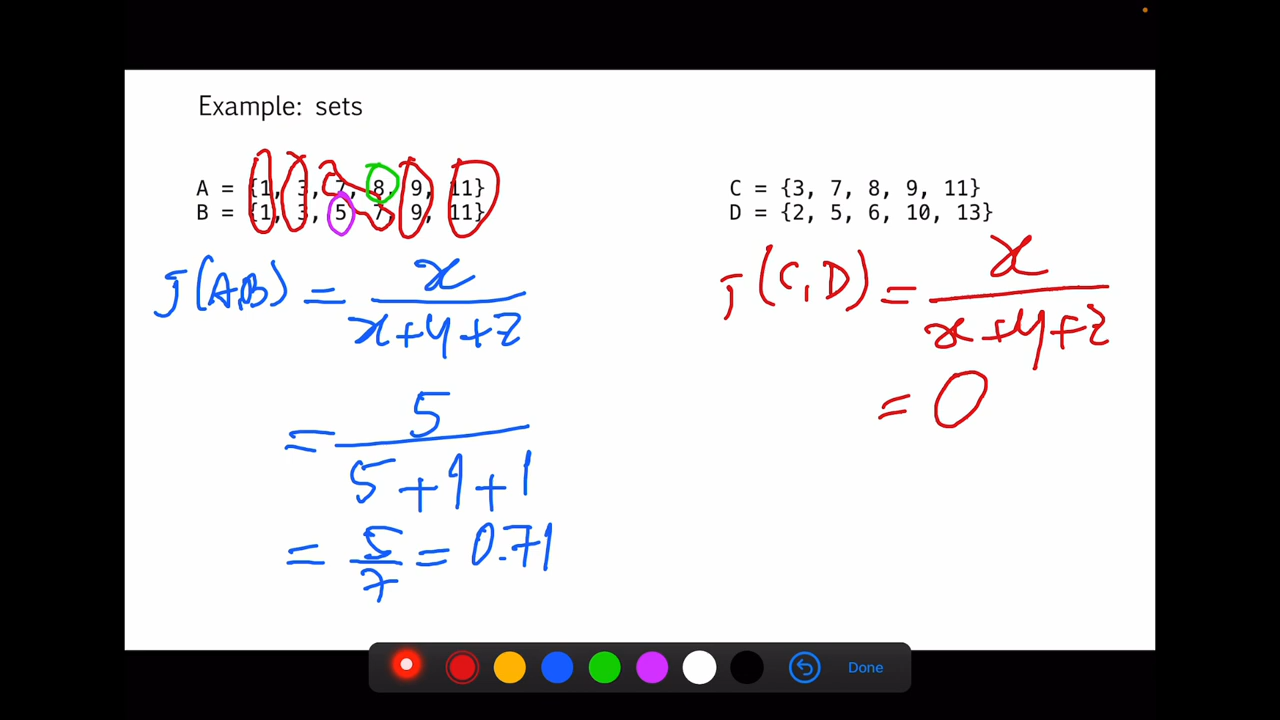 Example: sets
A = {1, 3, 7, 8, 9, 11}
B = {1, 3, 5, 7, 9, 11}
J(A,B) = x / x+y+z
= 5 / 5+1+1
= 5/7 = 0.71
C = {3, 7, 8, 9, 11}
D = {2, 5, 6, 10, 13}
J(C,D) = x / x+y+z
= 0
Done